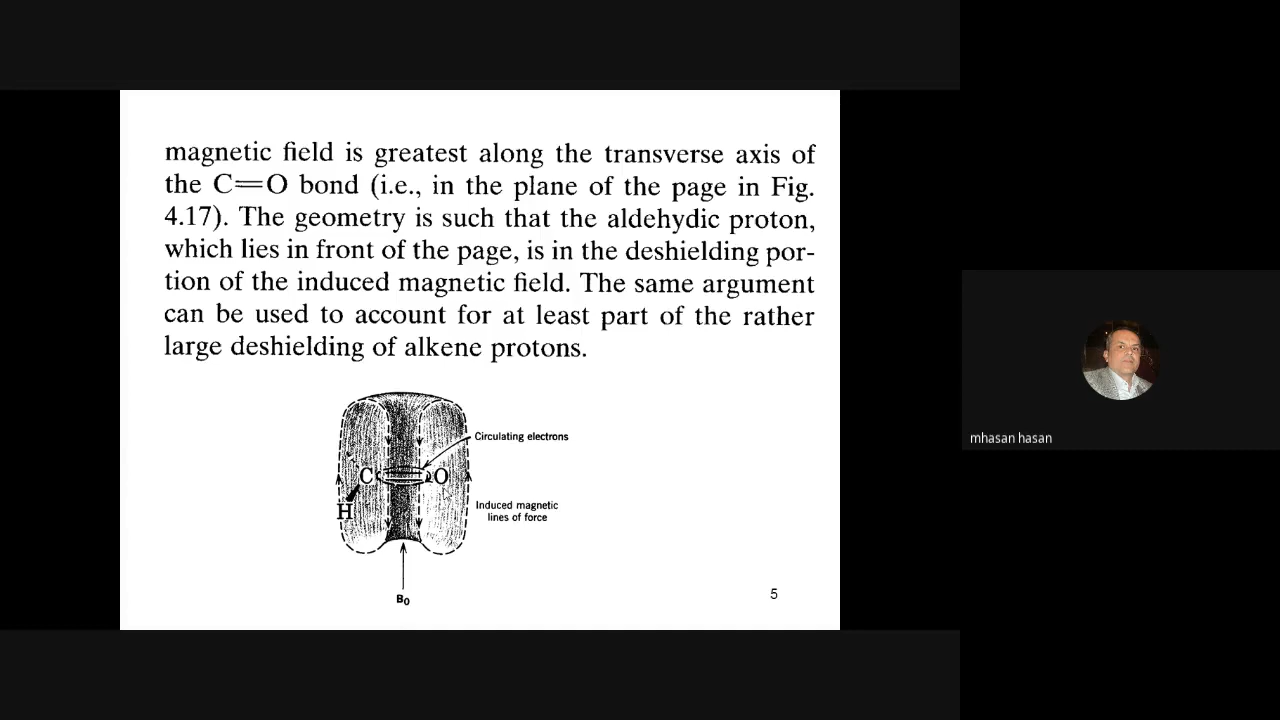 magnetic field is greatest along the transverse axis of
the C=O bond (i.e., in the plane of the page in Fig.
4.17). The geometry is such that the aldehydic proton,
which lies in front of the page, is in the deshielding por-
tion of the induced magnetic field. The same argument
can be used to account for at least part of the rather
large deshielding of alkene protons.
Circulating electrons
C O
H
Induced magnetic
lines of force
B₀
5
mhasan hasan